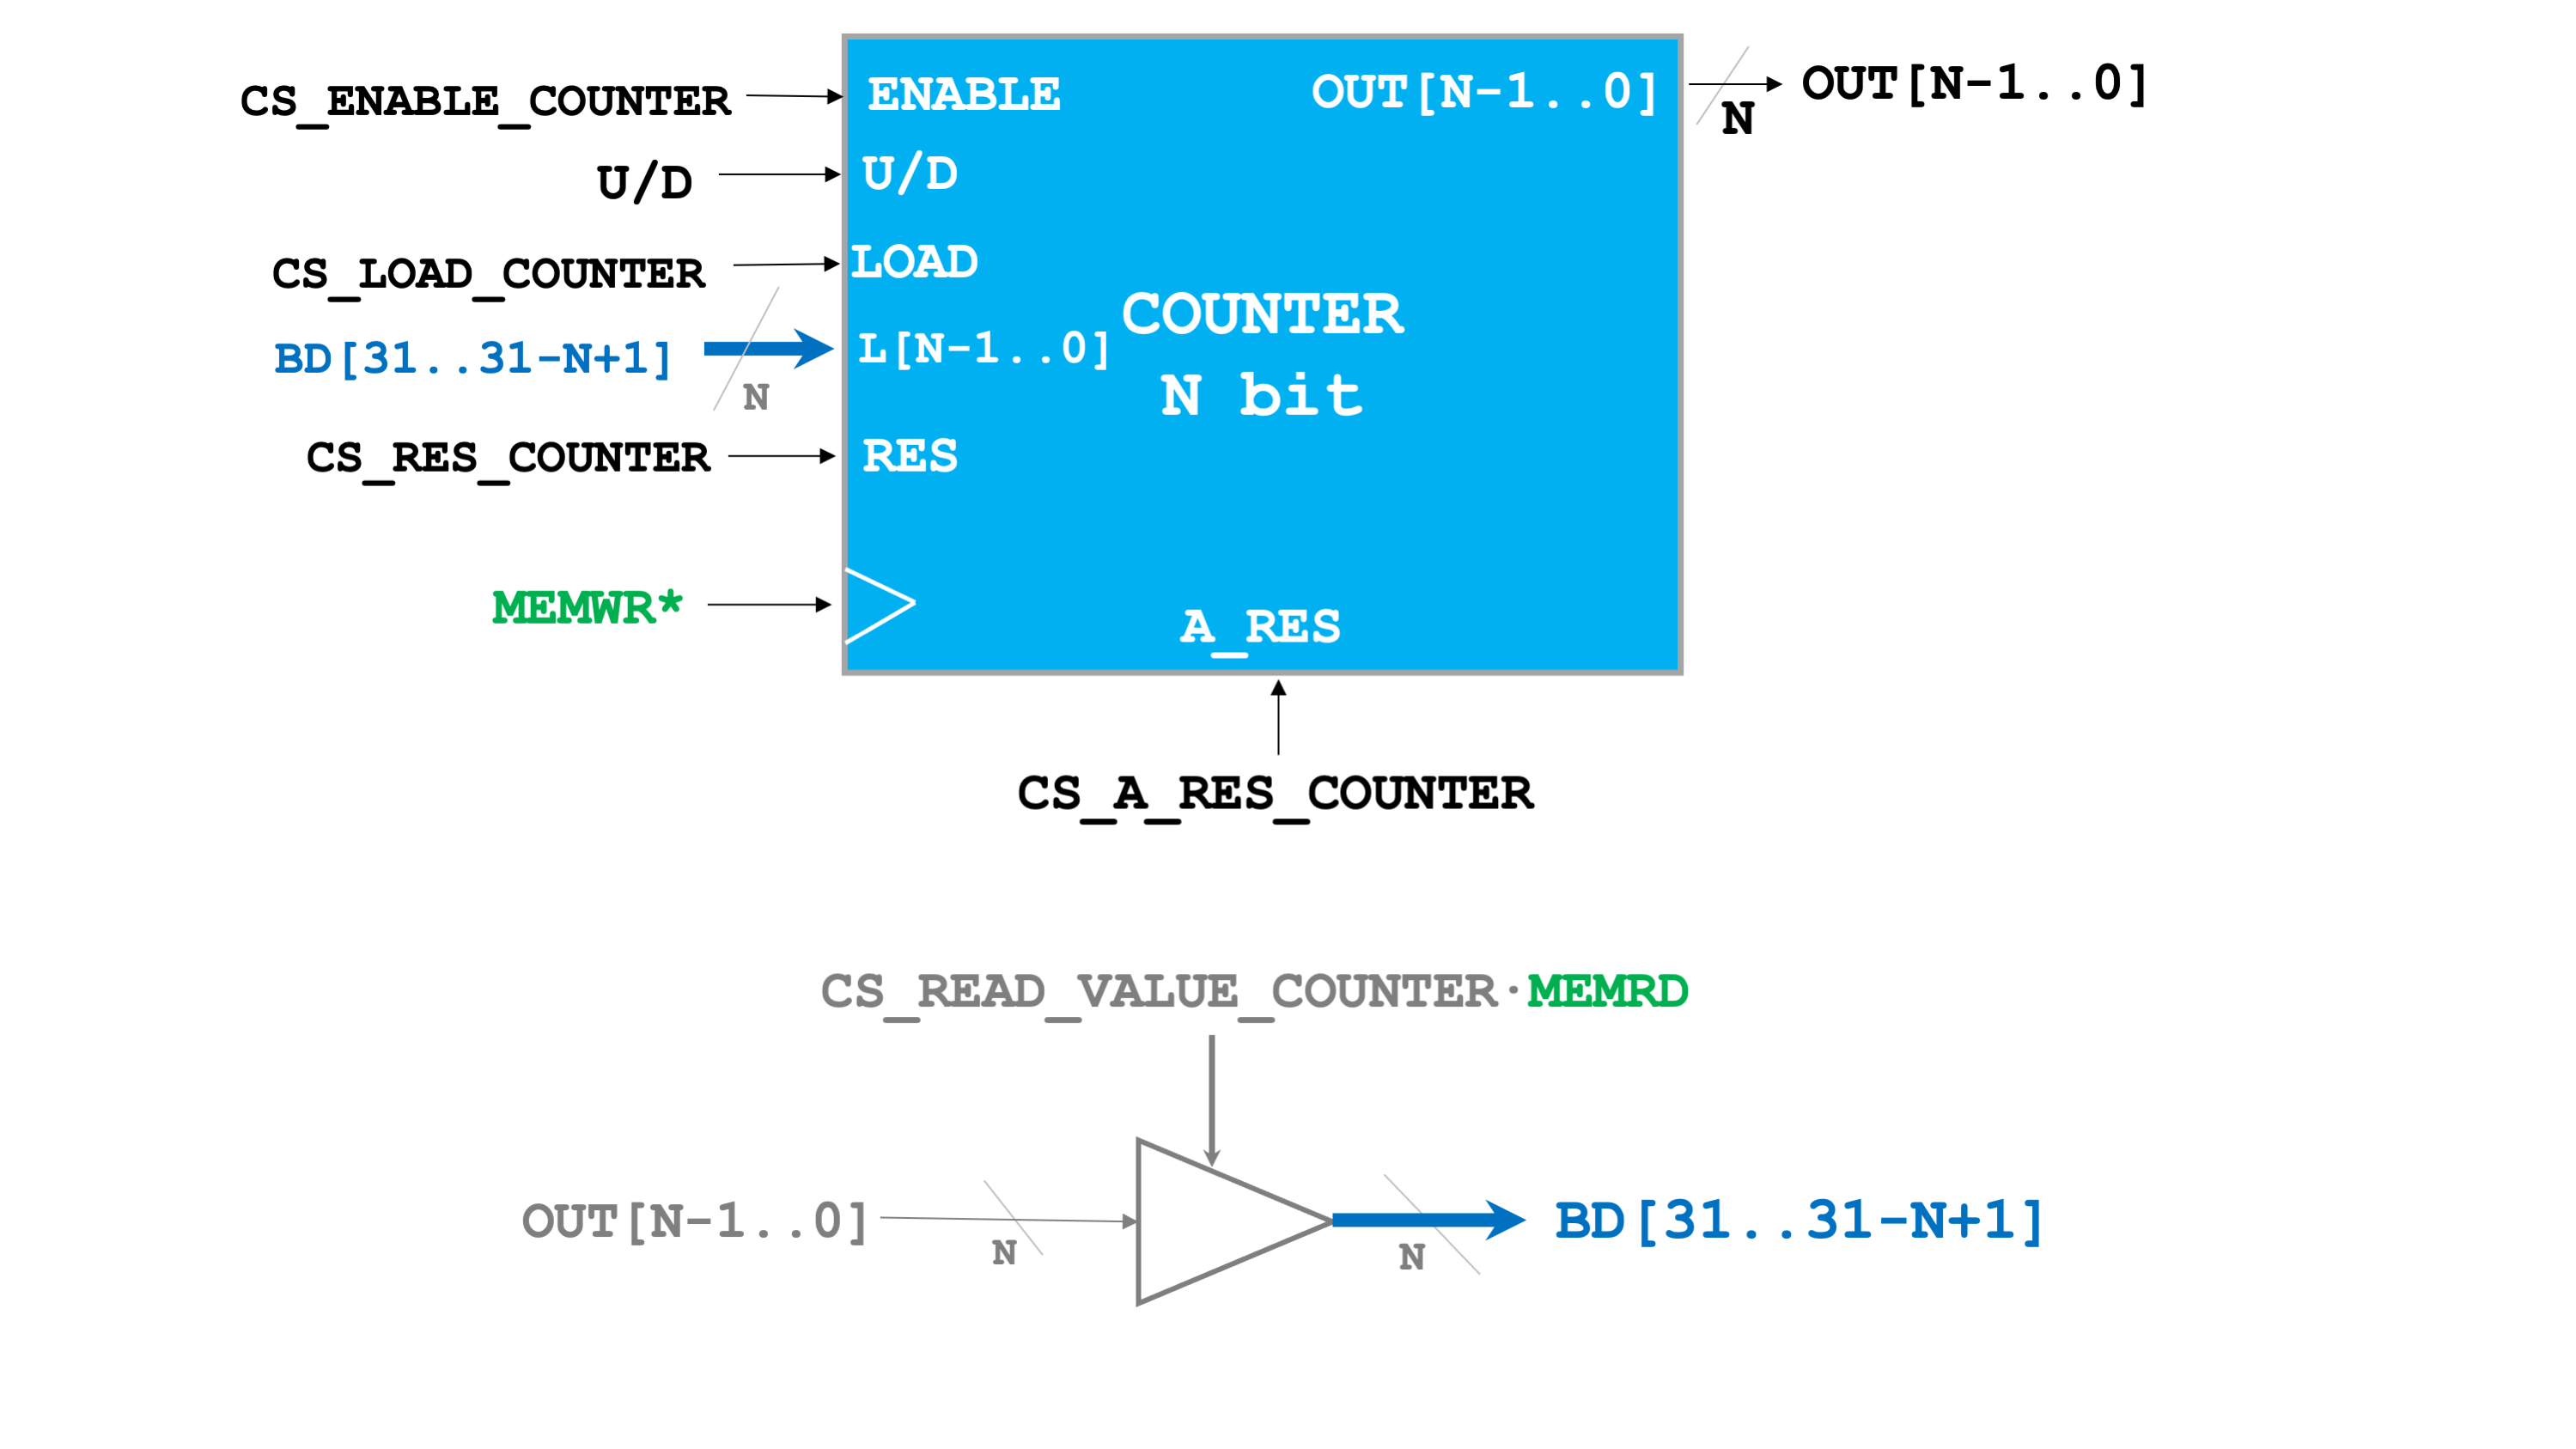 CS_ENABLE_COUNTER
ENABLE
OUT[N-1..0]
OUT[N-1..0]
N
U/D
U/D
CS_LOAD_COUNTER
LOAD
COUNTER
N bit
BD[31..31-N+1]
N
L[N-1..0]
CS_RES_COUNTER
RES
MEMWR*
A_RES
CS_A_RES_COUNTER
CS_READ_VALUE_COUNTER·MEMRD
OUT[N-1..0]
N
N
BD[31..31-N+1]